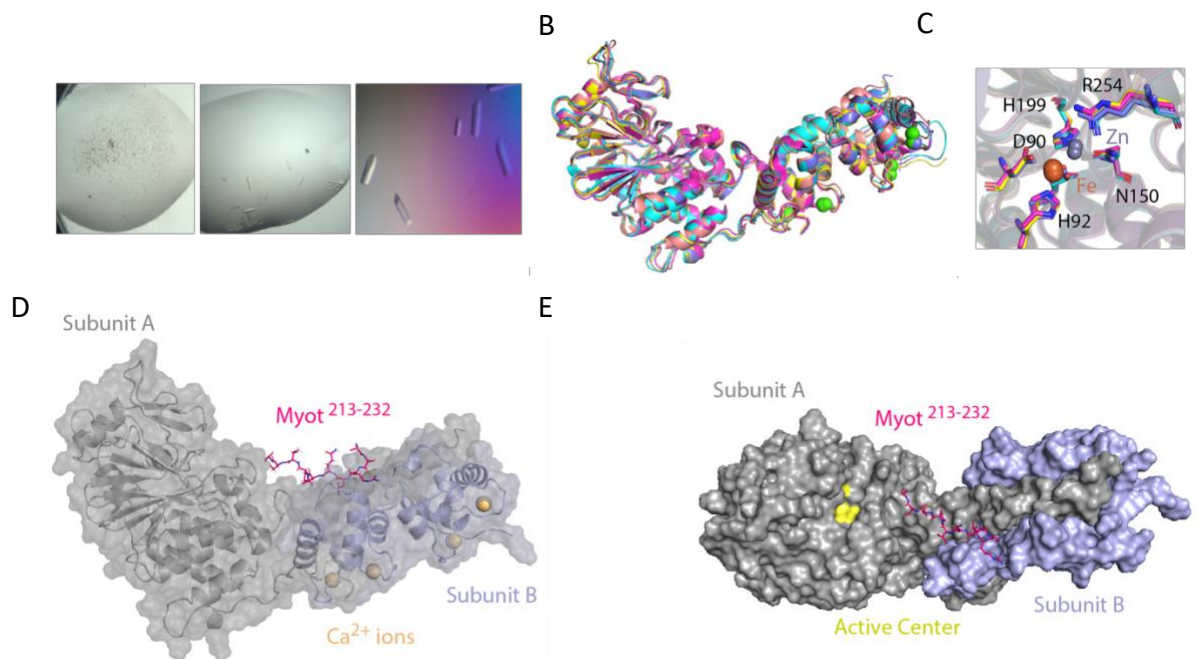 B
C
R254
H199
D90
Zn
Fe
N150
H92
D
Subunit A
Myot 213-232
Subunit B
Ca2+ ions
E
Subunit A
Myot 213-232
Subunit B
Active Center